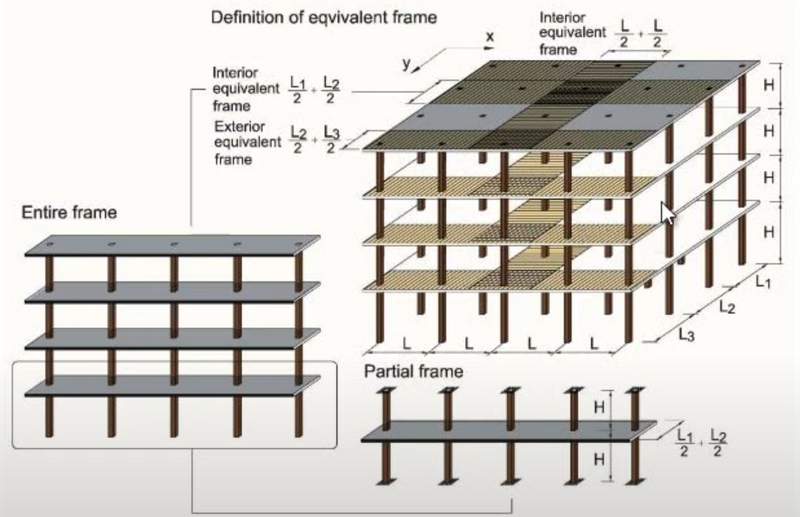 Definition of eqvivalent frame
Interior
equivalent
frame
L/2 + L/2
x
y
Interior
equivalent
frame
L1/2 + L2/2
Exterior
equivalent
frame
L2/2 + L3/2
H
H
H
H
Entire frame
L1
L2
L3
L
L
L
L
Partial frame
H
H
L1/2 + L2/2